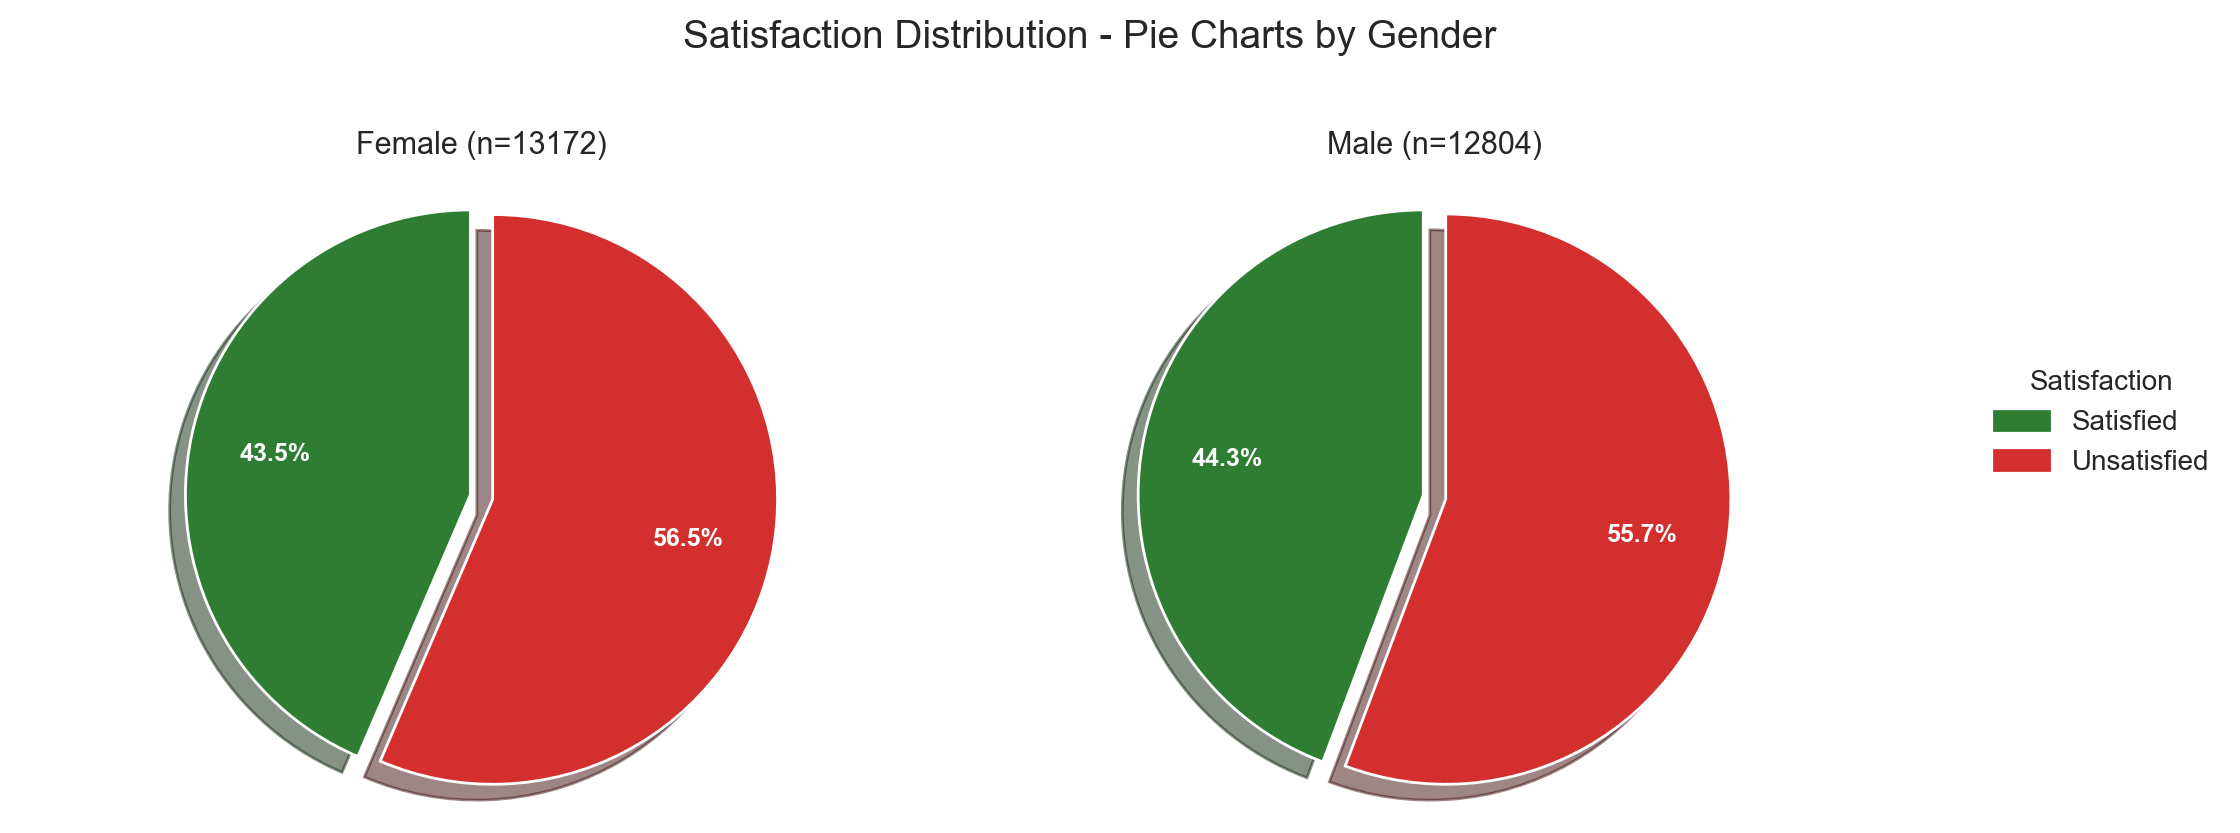 Satisfaction Distribution - Pie Charts by Gender
Female (n=13172)
43.5%
56.5%
Male (n=12804)
44.3%
55.7%
Satisfaction
Satisfied
Unsatisfied